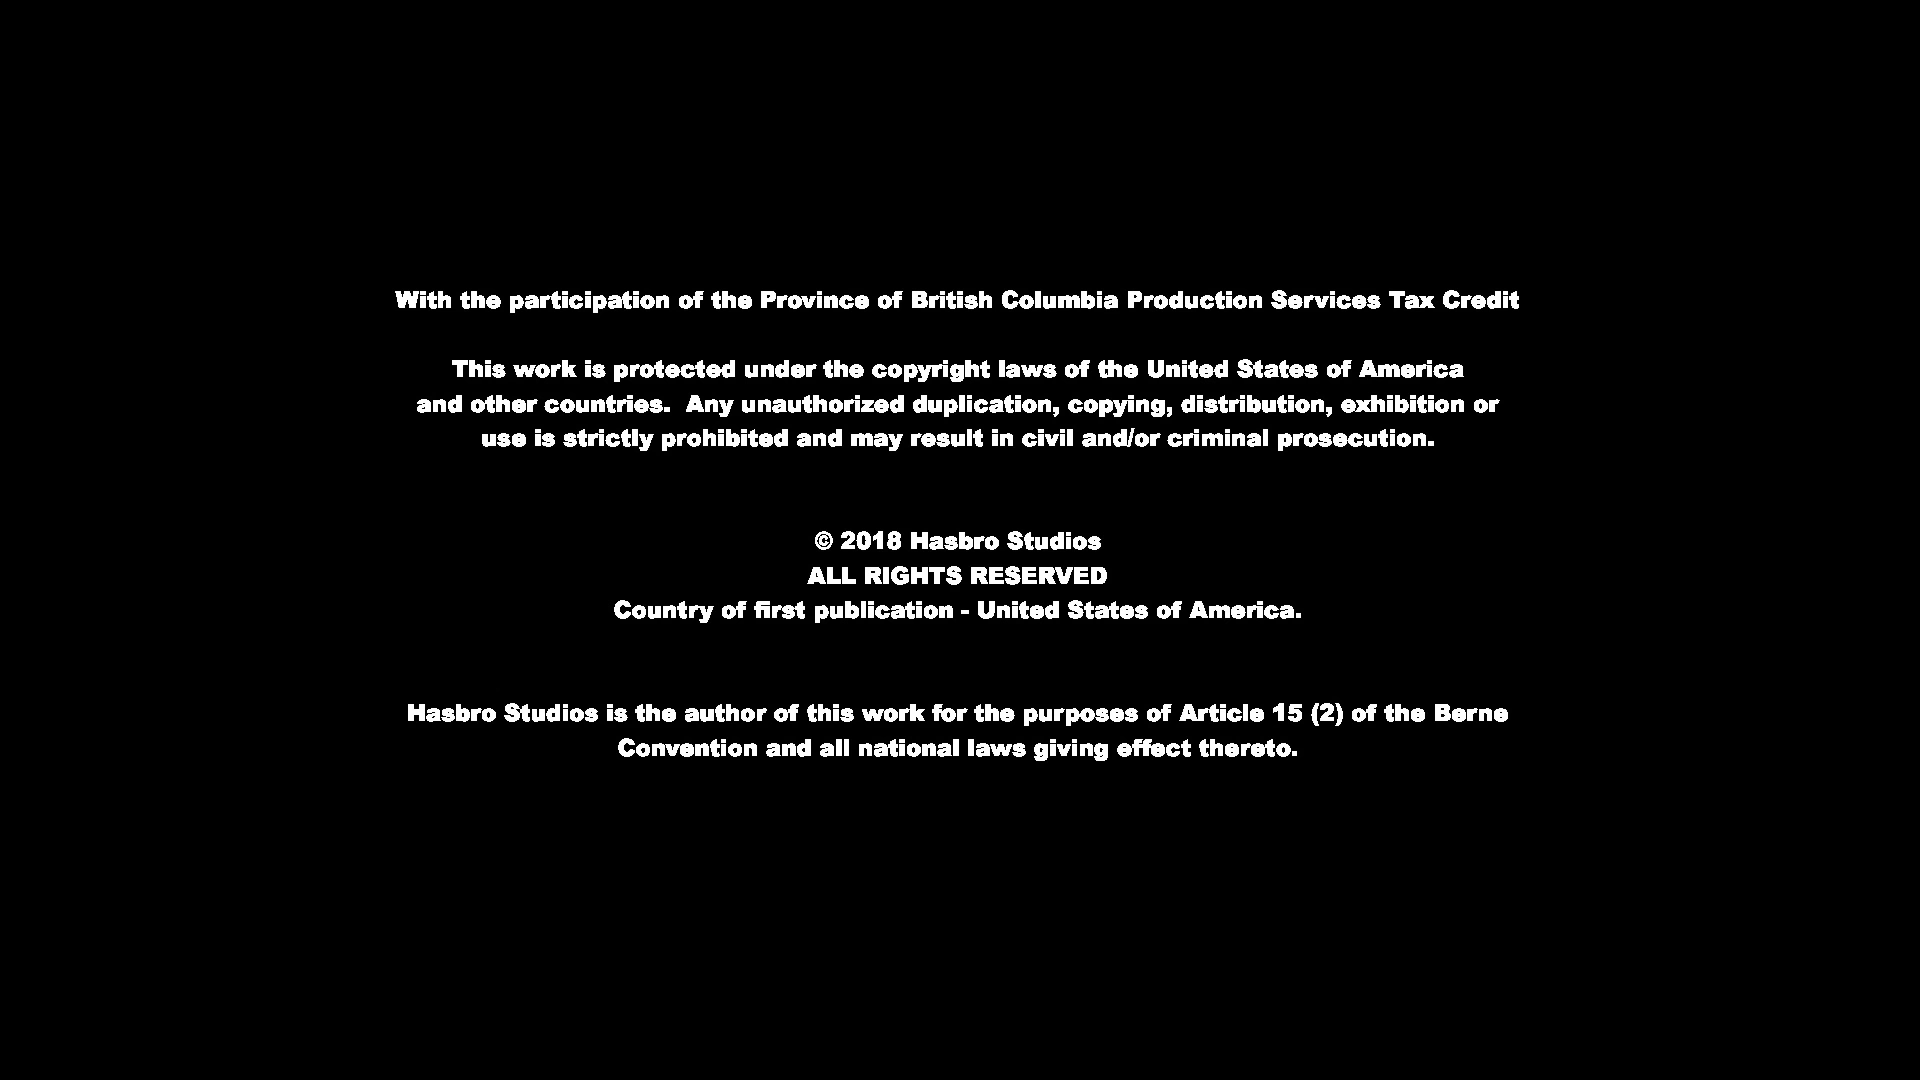 With the participation of the Province of British Columbia Production Services Tax Credit
This work is protected under the copyright laws of the United States of America
and other countries.  Any unauthorized duplication, copying, distribution, exhibition or
use is strictly prohibited and may result in civil and/or criminal prosecution.
© 2018 Hasbro Studios
ALL RIGHTS RESERVED
Country of first publication - United States of America.
Hasbro Studios is the author of this work for the purposes of Article 15 (2) of the Berne
Convention and all national laws giving effect thereto.